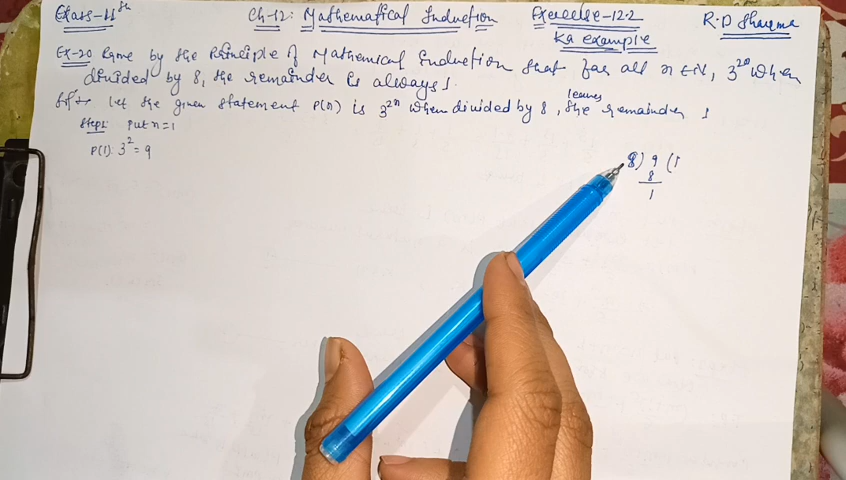 Class-11th Ch-12: Mathematical Induction Exercise-12.2 R.D Sharma
Ka example
Ex-20 Prove by the Principle of Mathemical Induction that for all n ∈ N, 3^2n when
divided by 8, the remainder is always 1.
Sol^n:- Let the given statement P(n) is 3^2n when divided by 8, leaves the remainder 1
Step1: Put n=1
P(1): 3^2 = 9
8) 9 (1
8
1